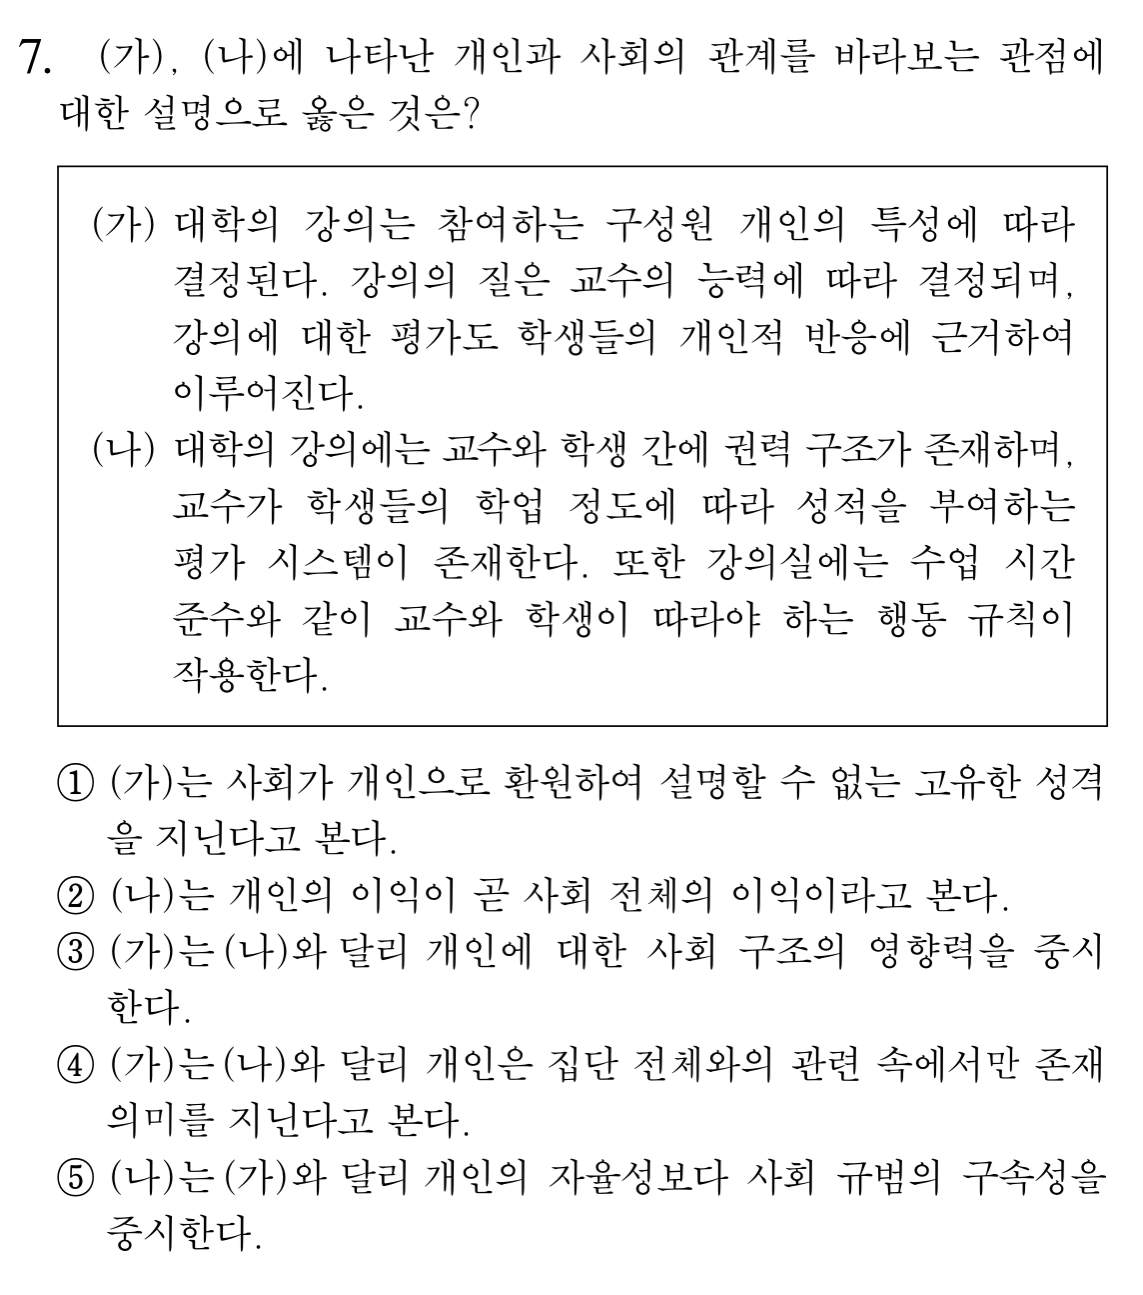 7. (가), (나)에 나타난 개인과 사회의 관계를 바라보는 관점에
대한 설명으로 옳은 것은?
(가) 대학의 강의는 참여하는 구성원 개인의 특성에 따라
결정된다. 강의의 질은 교수의 능력에 따라 결정되며,
강의에 대한 평가도 학생들의 개인적 반응에 근거하여
이루어진다.
(나) 대학의 강의에는 교수와 학생 간에 권력 구조가 존재하며,
교수가 학생들의 학업 정도에 따라 성적을 부여하는
평가 시스템이 존재한다. 또한 강의실에는 수업 시간
준수와 같이 교수와 학생이 따라야 하는 행동 규칙이
작용한다.
① (가)는 사회가 개인으로 환원하여 설명할 수 없는 고유한 성격
을 지닌다고 본다.
② (나)는 개인의 이익이 곧 사회 전체의 이익이라고 본다.
③ (가)는 (나)와 달리 개인에 대한 사회 구조의 영향력을 중시
한다.
④ (가)는 (나)와 달리 개인은 집단 전체와의 관련 속에서만 존재
의미를 지닌다고 본다.
⑤ (나)는 (가)와 달리 개인의 자율성보다 사회 규범의 구속성을
중시한다.